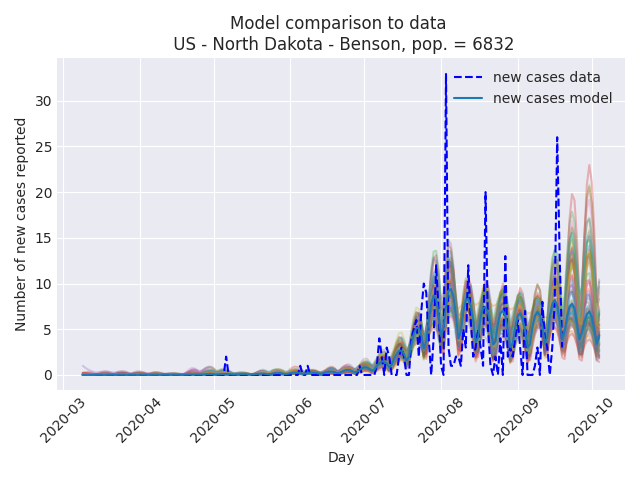 Model comparison to data
US - North Dakota - Benson, pop. = 6832
Number of new cases reported
30
25
20
15
10
5
0
new cases data
new cases model
2020-03
2020-04
2020-05
2020-06
2020-07
2020-08
2020-09
2020-10
Day